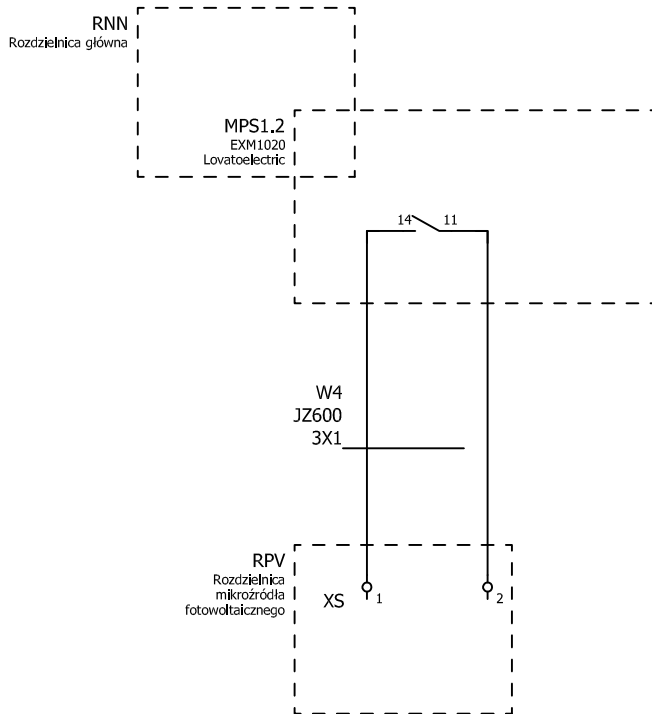 RNN
Rozdzielnica główna
MPS1.2
EXM1020
Lovatoelectric
14 11
W4
JZ600
3X1
RPV
Rozdzielnica
mikroźródła
fotowoltaicznego
XS 1 2